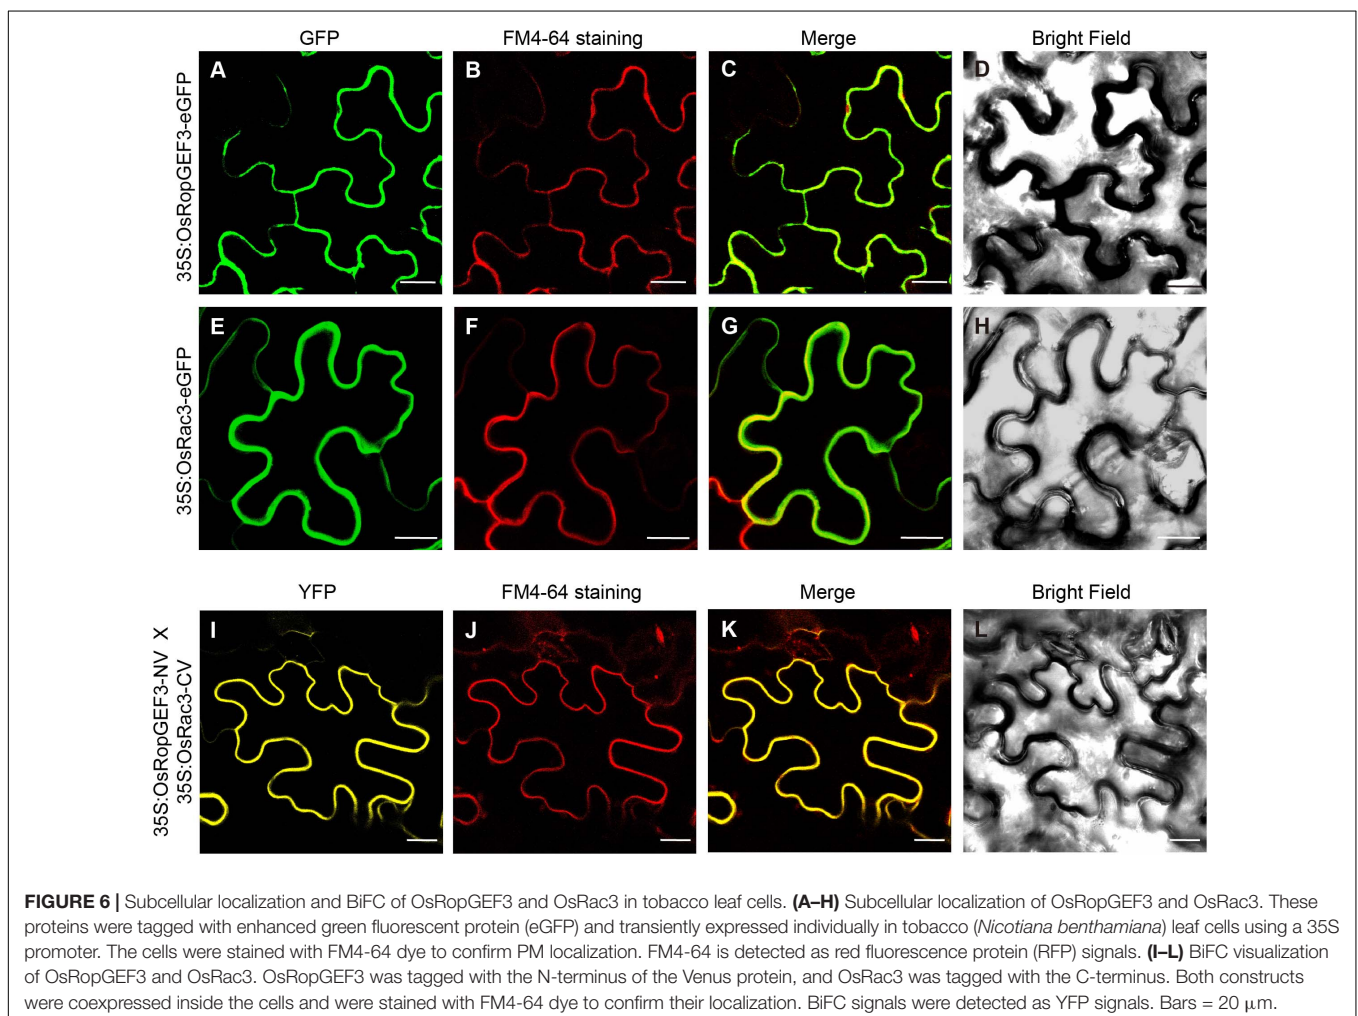 GFP FM4-64 staining Merge Bright Field
35S:OsRopGEF3-eGFP
A B C D
35S:OsRac3-eGFP
E F G H
YFP FM4-64 staining Merge Bright Field
35S:OsRopGEF3-NV X
35S:OsRac3-CV
I J K L
FIGURE 6 | Subcellular localization and BiFC of OsRopGEF3 and OsRac3 in tobacco leaf cells. (A–H) Subcellular localization of OsRopGEF3 and OsRac3. These
proteins were tagged with enhanced green fluorescent protein (eGFP) and transiently expressed individually in tobacco (Nicotiana benthamiana) leaf cells using a 35S
promoter. The cells were stained with FM4-64 dye to confirm PM localization. FM4-64 is detected as red fluorescence protein (RFP) signals. (I–L) BiFC visualization
of OsRopGEF3 and OsRac3. OsRopGEF3 was tagged with the N-terminus of the Venus protein, and OsRac3 was tagged with the C-terminus. Both constructs
were coexpressed inside the cells and were stained with FM4-64 dye to confirm their localization. BiFC signals were detected as YFP signals. Bars = 20 μm.